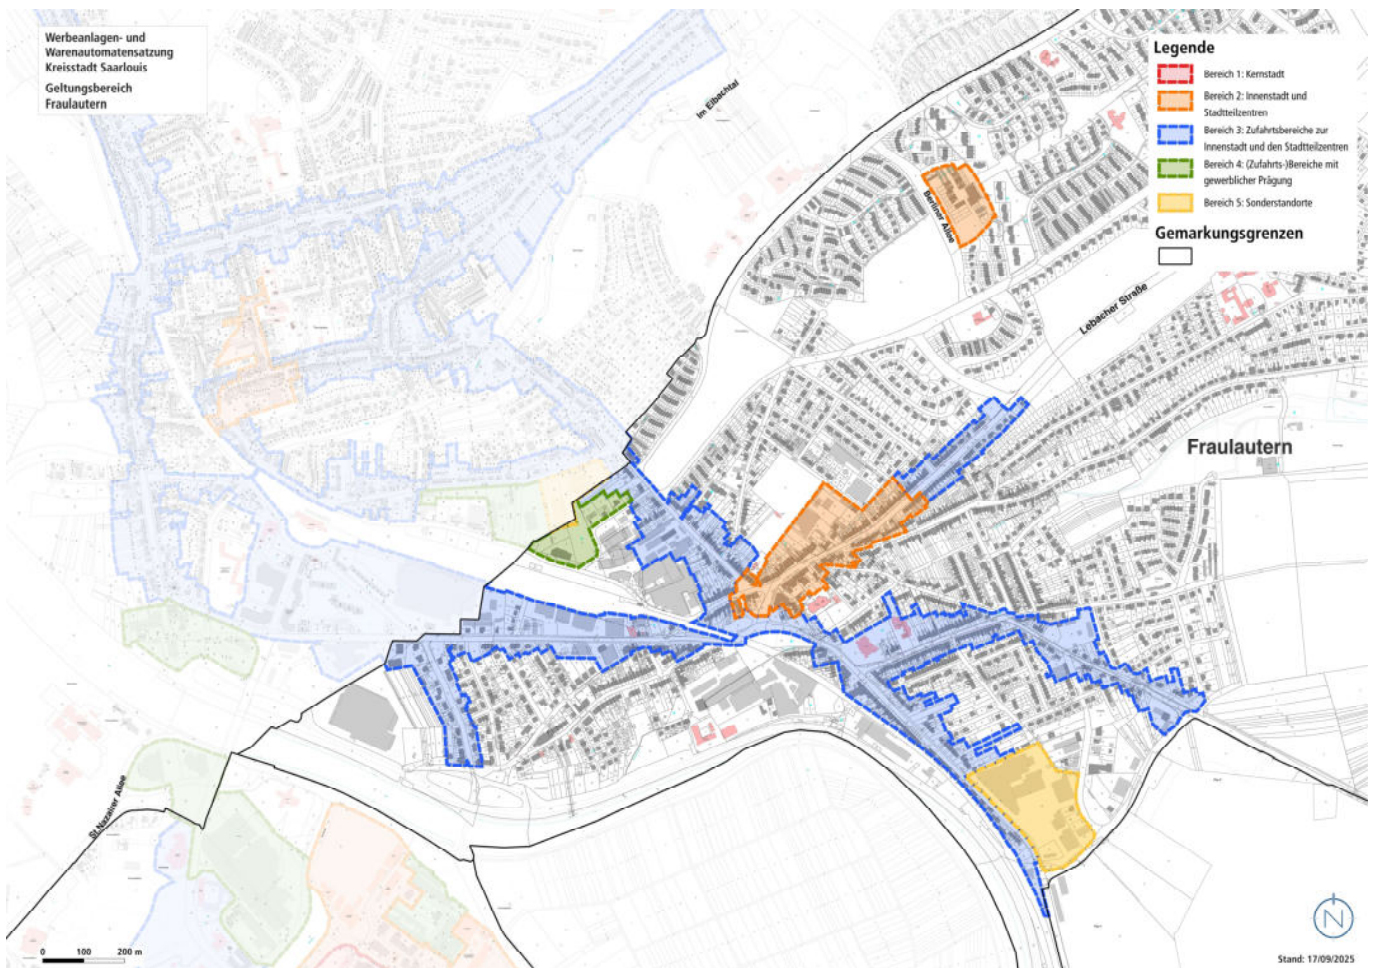 Werbeanlagen- und
Warenautomatensatzung
Kreisstadt Saarlouis
Geltungsbereich
Fraulautern
Legende
Bereich 1: Kernstadt
Bereich 2: Innenstadt und
Stadtteilzentren
Bereich 3: Zufahrtsbereiche zur
Innenstadt und den Stadtteilzentren
Bereich 4: (Zufahrts-)Bereiche mit
gewerblicher Prägung
Bereich 5: Sonderstandorte
Gemarkungsgrenzen
Im Elbachtal
Berliner Allee
Lebacher Straße
Fraulautern
St.Nazairer Allee
0 100 200 m
N
Stand: 17/09/2025